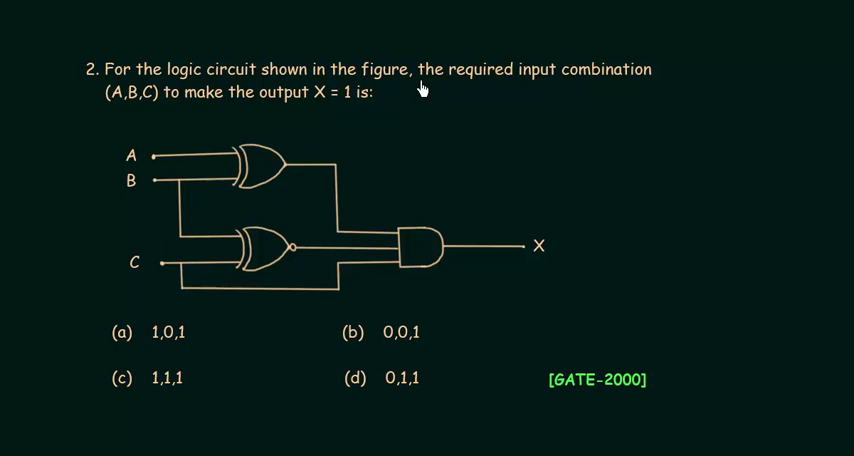 2. For the logic circuit shown in the figure, the required input combination
(A,B,C) to make the output X = 1 is:
A
B
C
X
(a) 1,0,1
(b) 0,0,1
(c) 1,1,1
(d) 0,1,1
[GATE-2000]